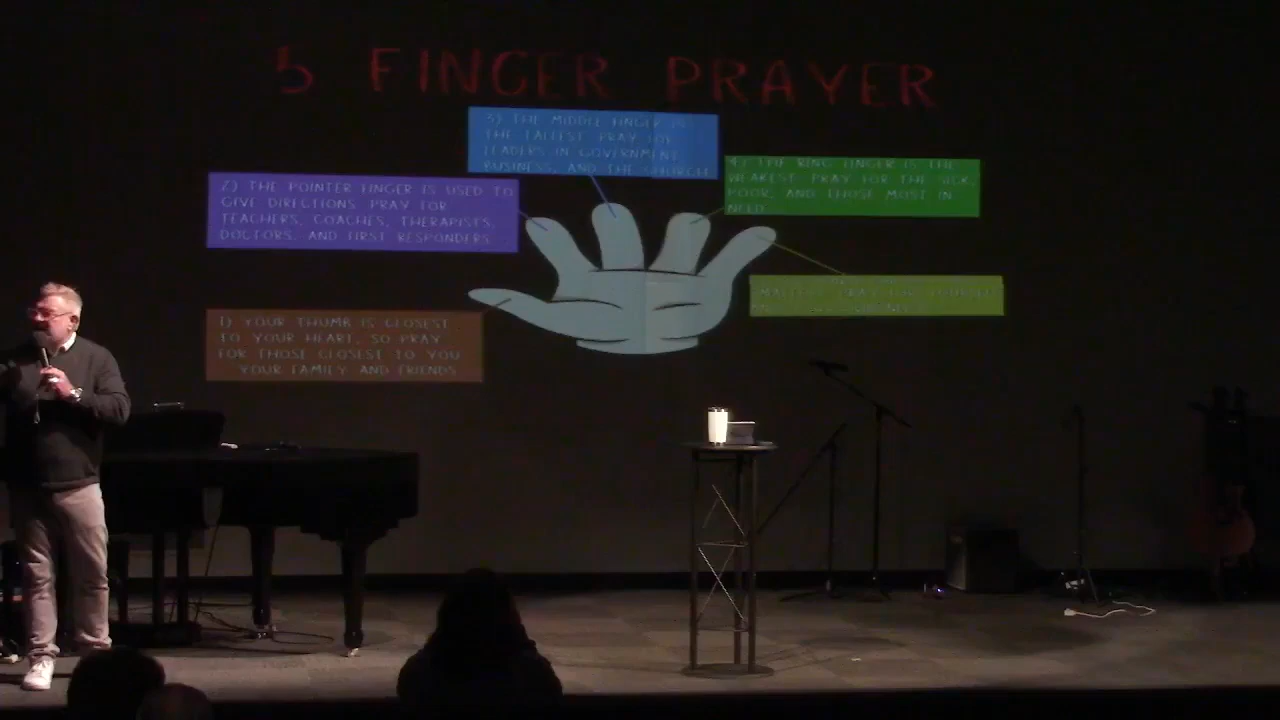 5 FINGER PRAYER
3) THE MIDDLE FINGER IS
THE TALLEST. PRAY FOR
LEADERS IN GOVERNMENT,
BUSINESS, AND THE CHURCH.
2) THE POINTER FINGER IS USED TO
GIVE DIRECTIONS. PRAY FOR
TEACHERS, COACHES, THERAPISTS,
DOCTORS, AND FIRST RESPONDERS.
4) THE RING FINGER IS THE
WEAKEST. PRAY FOR THE SICK,
POOR, AND THOSE MOST IN
NEED.
PRAY FOR YOURSELF
1) YOUR THUMB IS CLOSEST
TO YOUR HEART, SO PRAY
FOR THOSE CLOSEST TO YOU
YOUR FAMILY AND FRIENDS